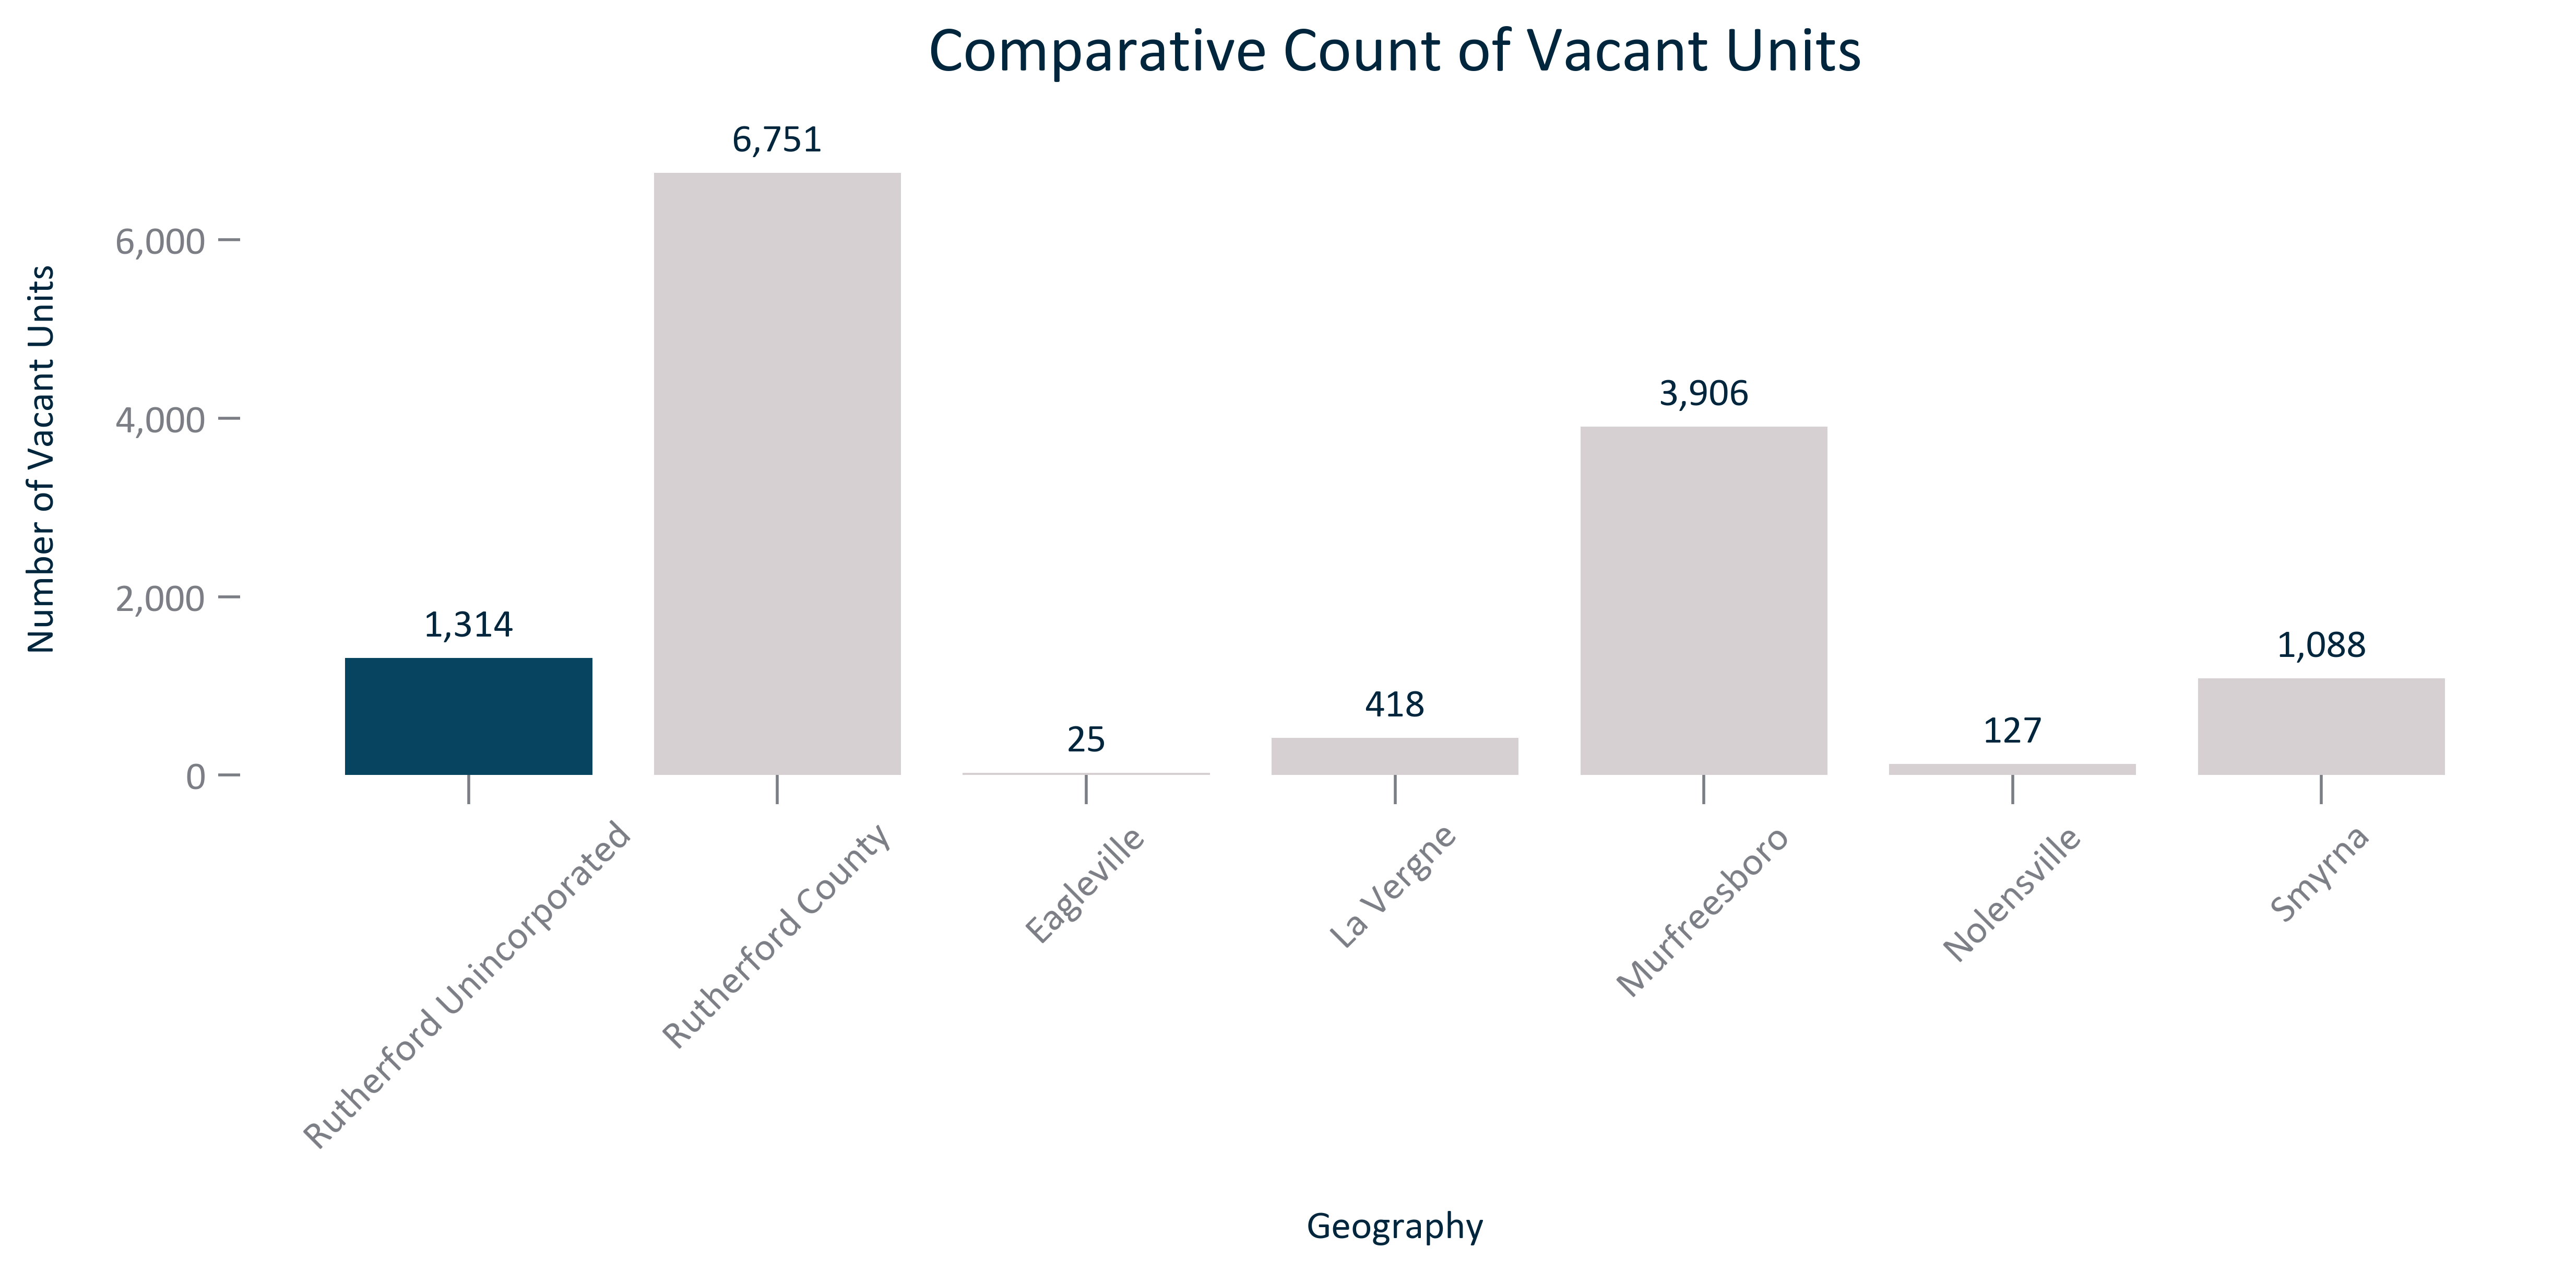 Comparative Count of Vacant Units
Number of Vacant Units
6,000
4,000
2,000
0
1,314
6,751
25
418
3,906
127
1,088
Rutherford Unincorporated
Rutherford County
Eagleville
La Vergne
Murfreesboro
Nolensville
Smyrna
Geography